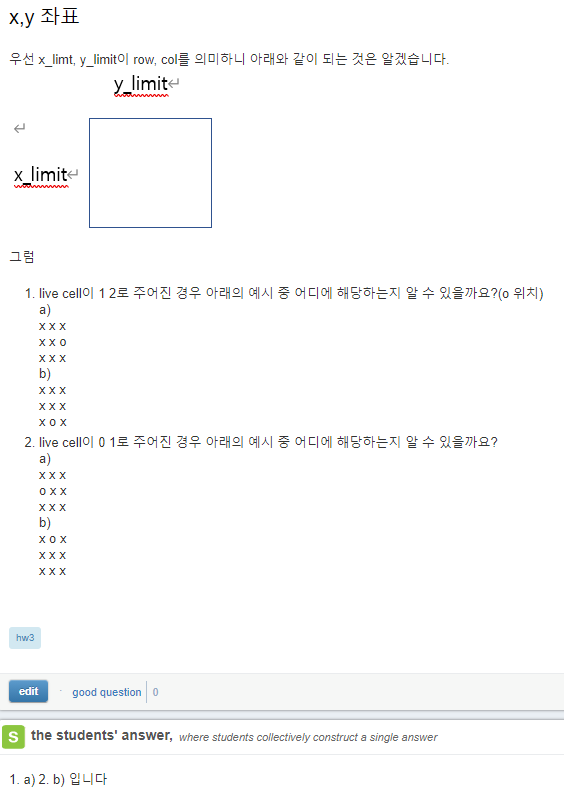 x,y 좌표
우선 x_limt, y_limit이 row, col를 의미하니 아래와 같이 되는 것은 알겠습니다.
y_limit↵
↵
x_limit↵
그럼
1. live cell이 1 2로 주어진 경우 아래의 예시 중 어디에 해당하는지 알 수 있을까요?(o 위치)
a)
x x x
x x o
x x x
b)
x x x
x x x
x o x
2. live cell이 0 1로 주어진 경우 아래의 예시 중 어디에 해당하는지 알 수 있을까요?
a)
x x x
o x x
x x x
b)
x o x
x x x
x x x
hw3
edit · good question 0
S the students' answer, where students collectively construct a single answer
1. a) 2. b) 입니다